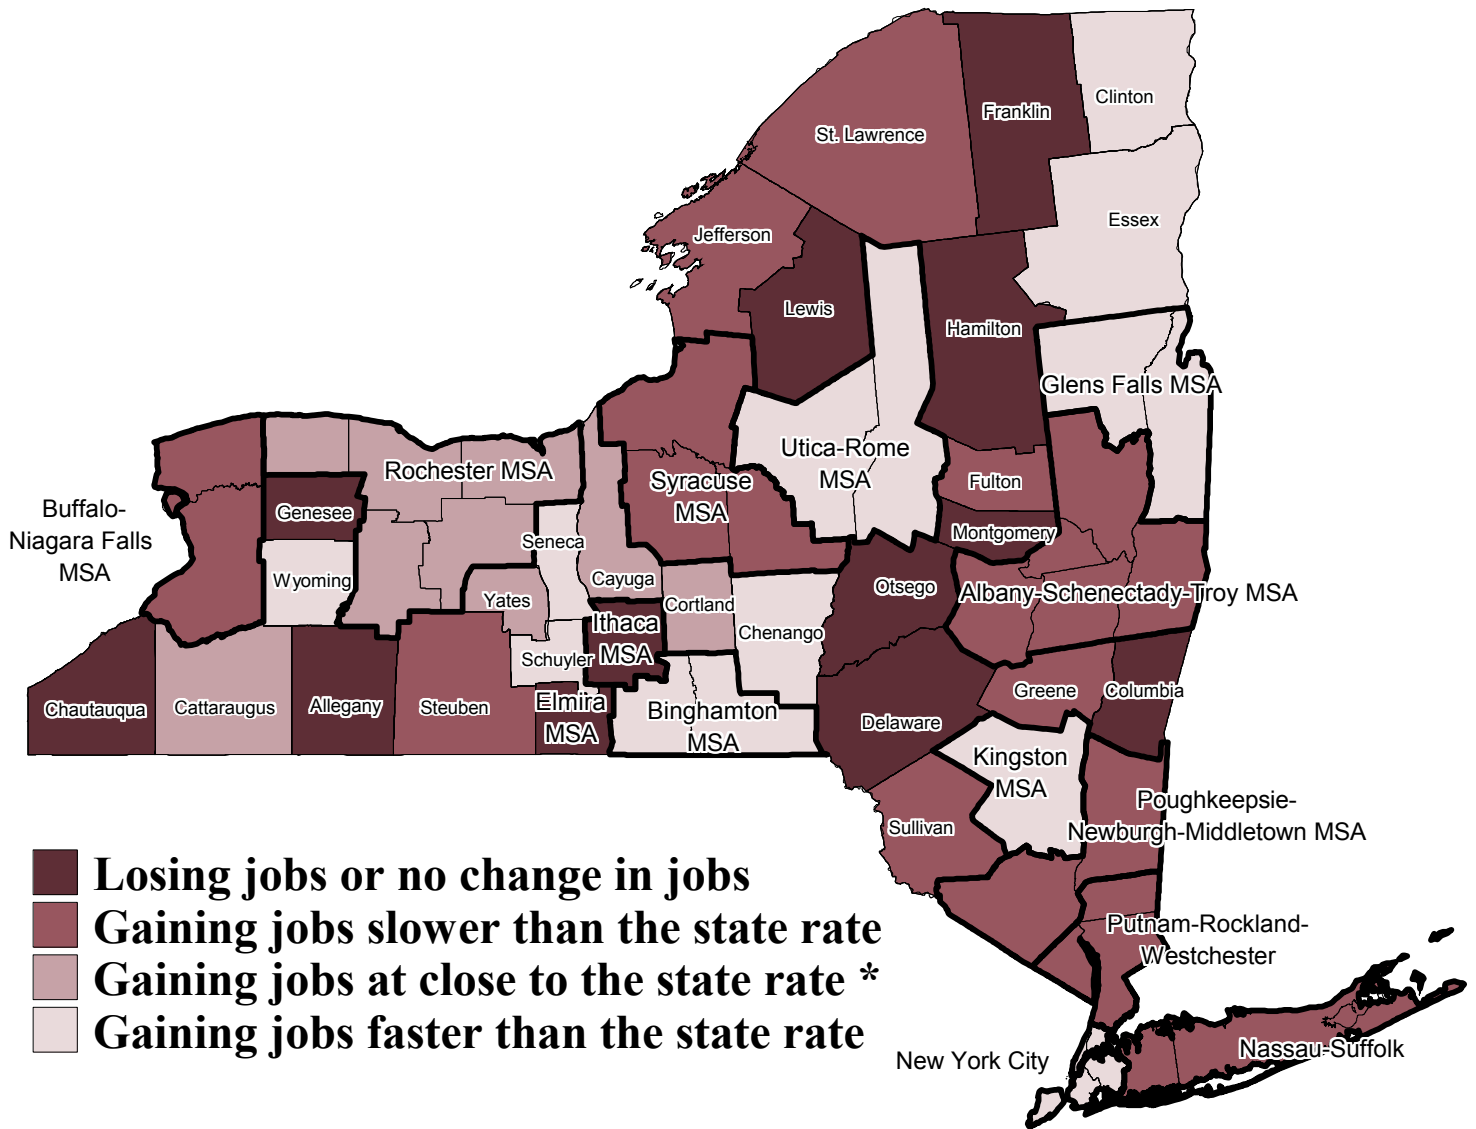 Clinton
Franklin
St. Lawrence
Essex
Jefferson
Lewis
Hamilton
Glens Falls MSA
Utica-Rome
MSA
Rochester MSA
Fulton
Syracuse
MSA
Buffalo-
Niagara Falls
MSA
Genesee
Montgomery
Seneca
Wyoming
Cayuga
Otsego
Albany-Schenectady-Troy MSA
Yates
Cortland
Ithaca
MSA
Chenango
Schuyler
Greene
Columbia
Chautauqua
Cattaraugus
Allegany
Steuben
Elmira
MSA
Binghamton
MSA
Delaware
Kingston
MSA
Poughkeepsie-
Newburgh-Middletown MSA
Sullivan
Losing jobs or no change in jobs
Gaining jobs slower than the state rate
Gaining jobs at close to the state rate *
Gaining jobs faster than the state rate
Putnam-Rockland-
Westchester
New York City
Nassau-Suffolk